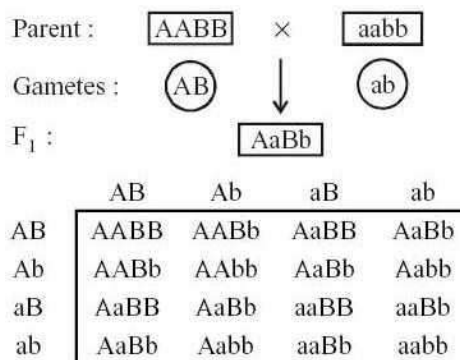 Parent : AABB × aabb
Gametes : AB ab
F₁ : AaBb
AB Ab aB ab
AB AABB AABb AaBB AaBb
Ab AABb AAbb AaBb Aabb
aB AaBB AaBb aaBB aaBb
ab AaBb Aabb aaBb aabb